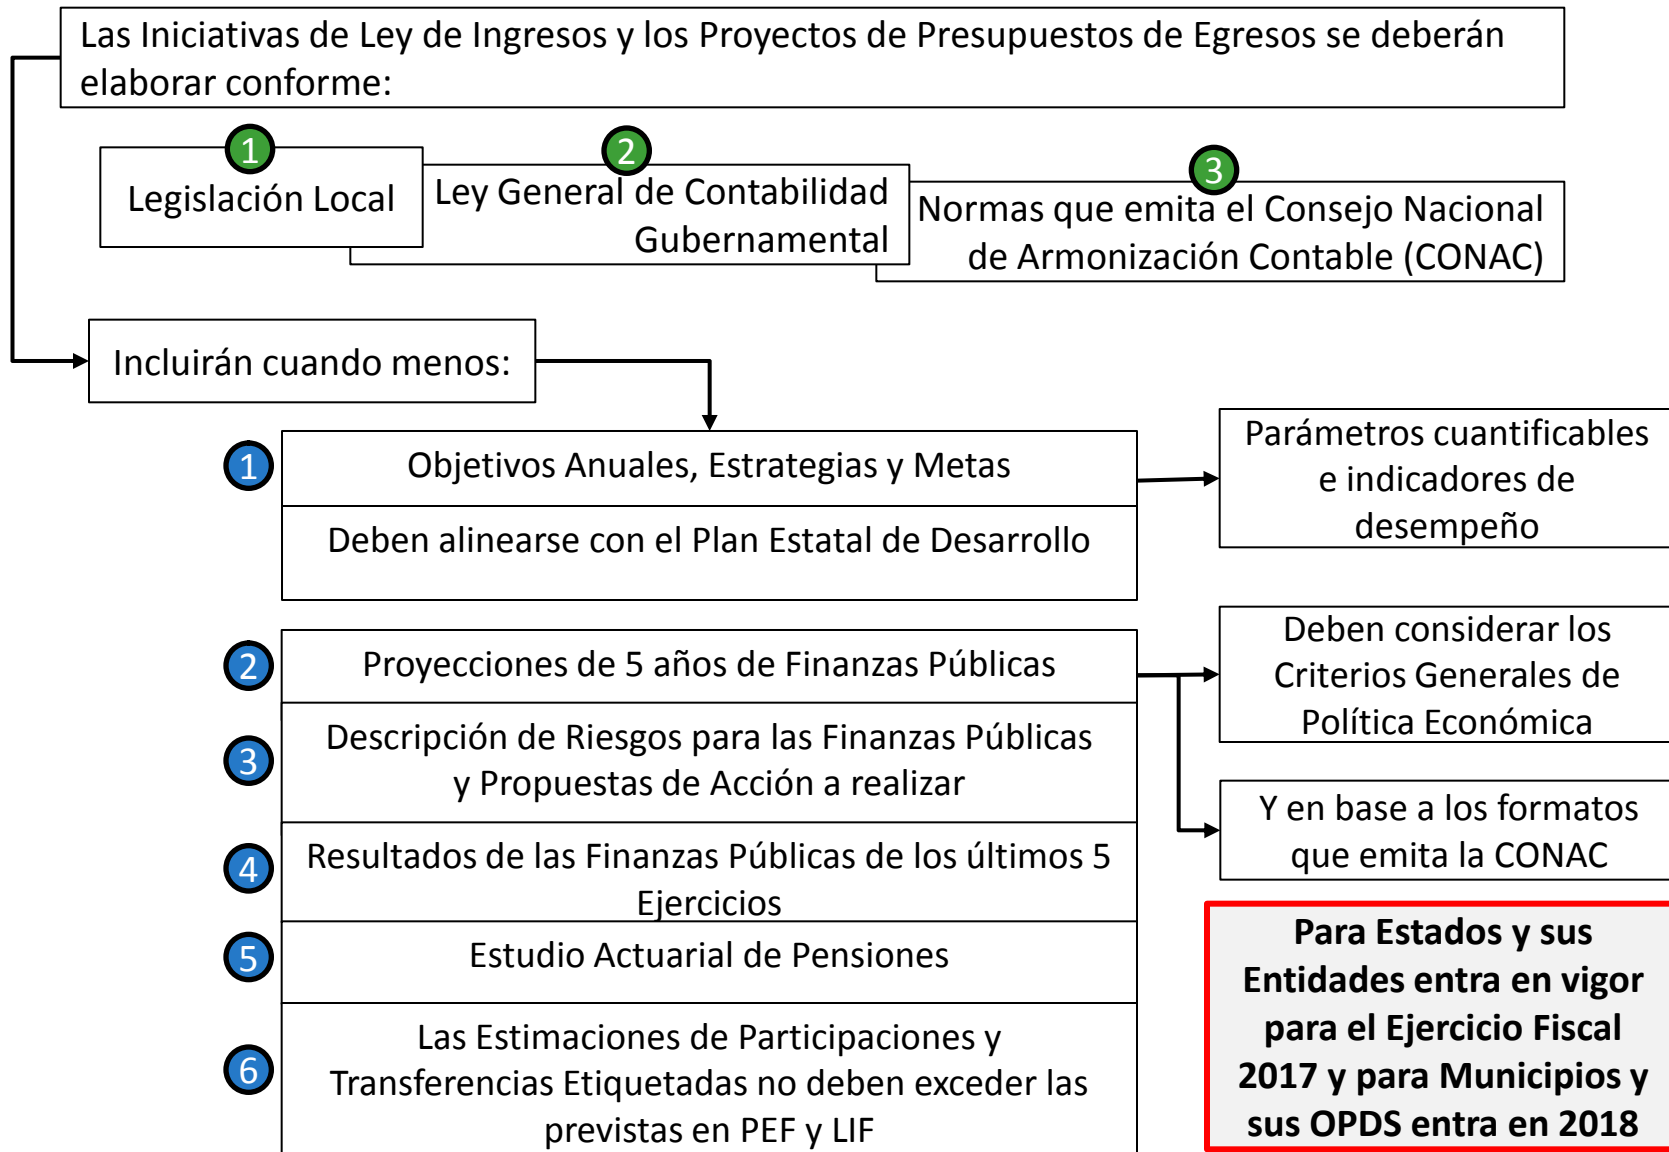 Las Iniciativas de Ley de Ingresos y los Proyectos de Presupuestos de Egresos se deberán
elaborar conforme:
1
Legislación Local
2
Ley General de Contabilidad
Gubernamental
3
Normas que emita el Consejo Nacional
de Armonización Contable (CONAC)
Incluirán cuando menos:
1
Objetivos Anuales, Estrategias y Metas
Deben alinearse con el Plan Estatal de Desarrollo
Parámetros cuantificables
e indicadores de
desempeño
2
Proyecciones de 5 años de Finanzas Públicas
Deben considerar los
Criterios Generales de
Política Económica
Y en base a los formatos
que emita la CONAC
3
Descripción de Riesgos para las Finanzas Públicas
y Propuestas de Acción a realizar
4
Resultados de las Finanzas Públicas de los últimos 5
Ejercicios
5
Estudio Actuarial de Pensiones
6
Las Estimaciones de Participaciones y
Transferencias Etiquetadas no deben exceder las
previstas en PEF y LIF
Para Estados y sus
Entidades entra en vigor
para el Ejercicio Fiscal
2017 y para Municipios y
sus OPDS entra en 2018